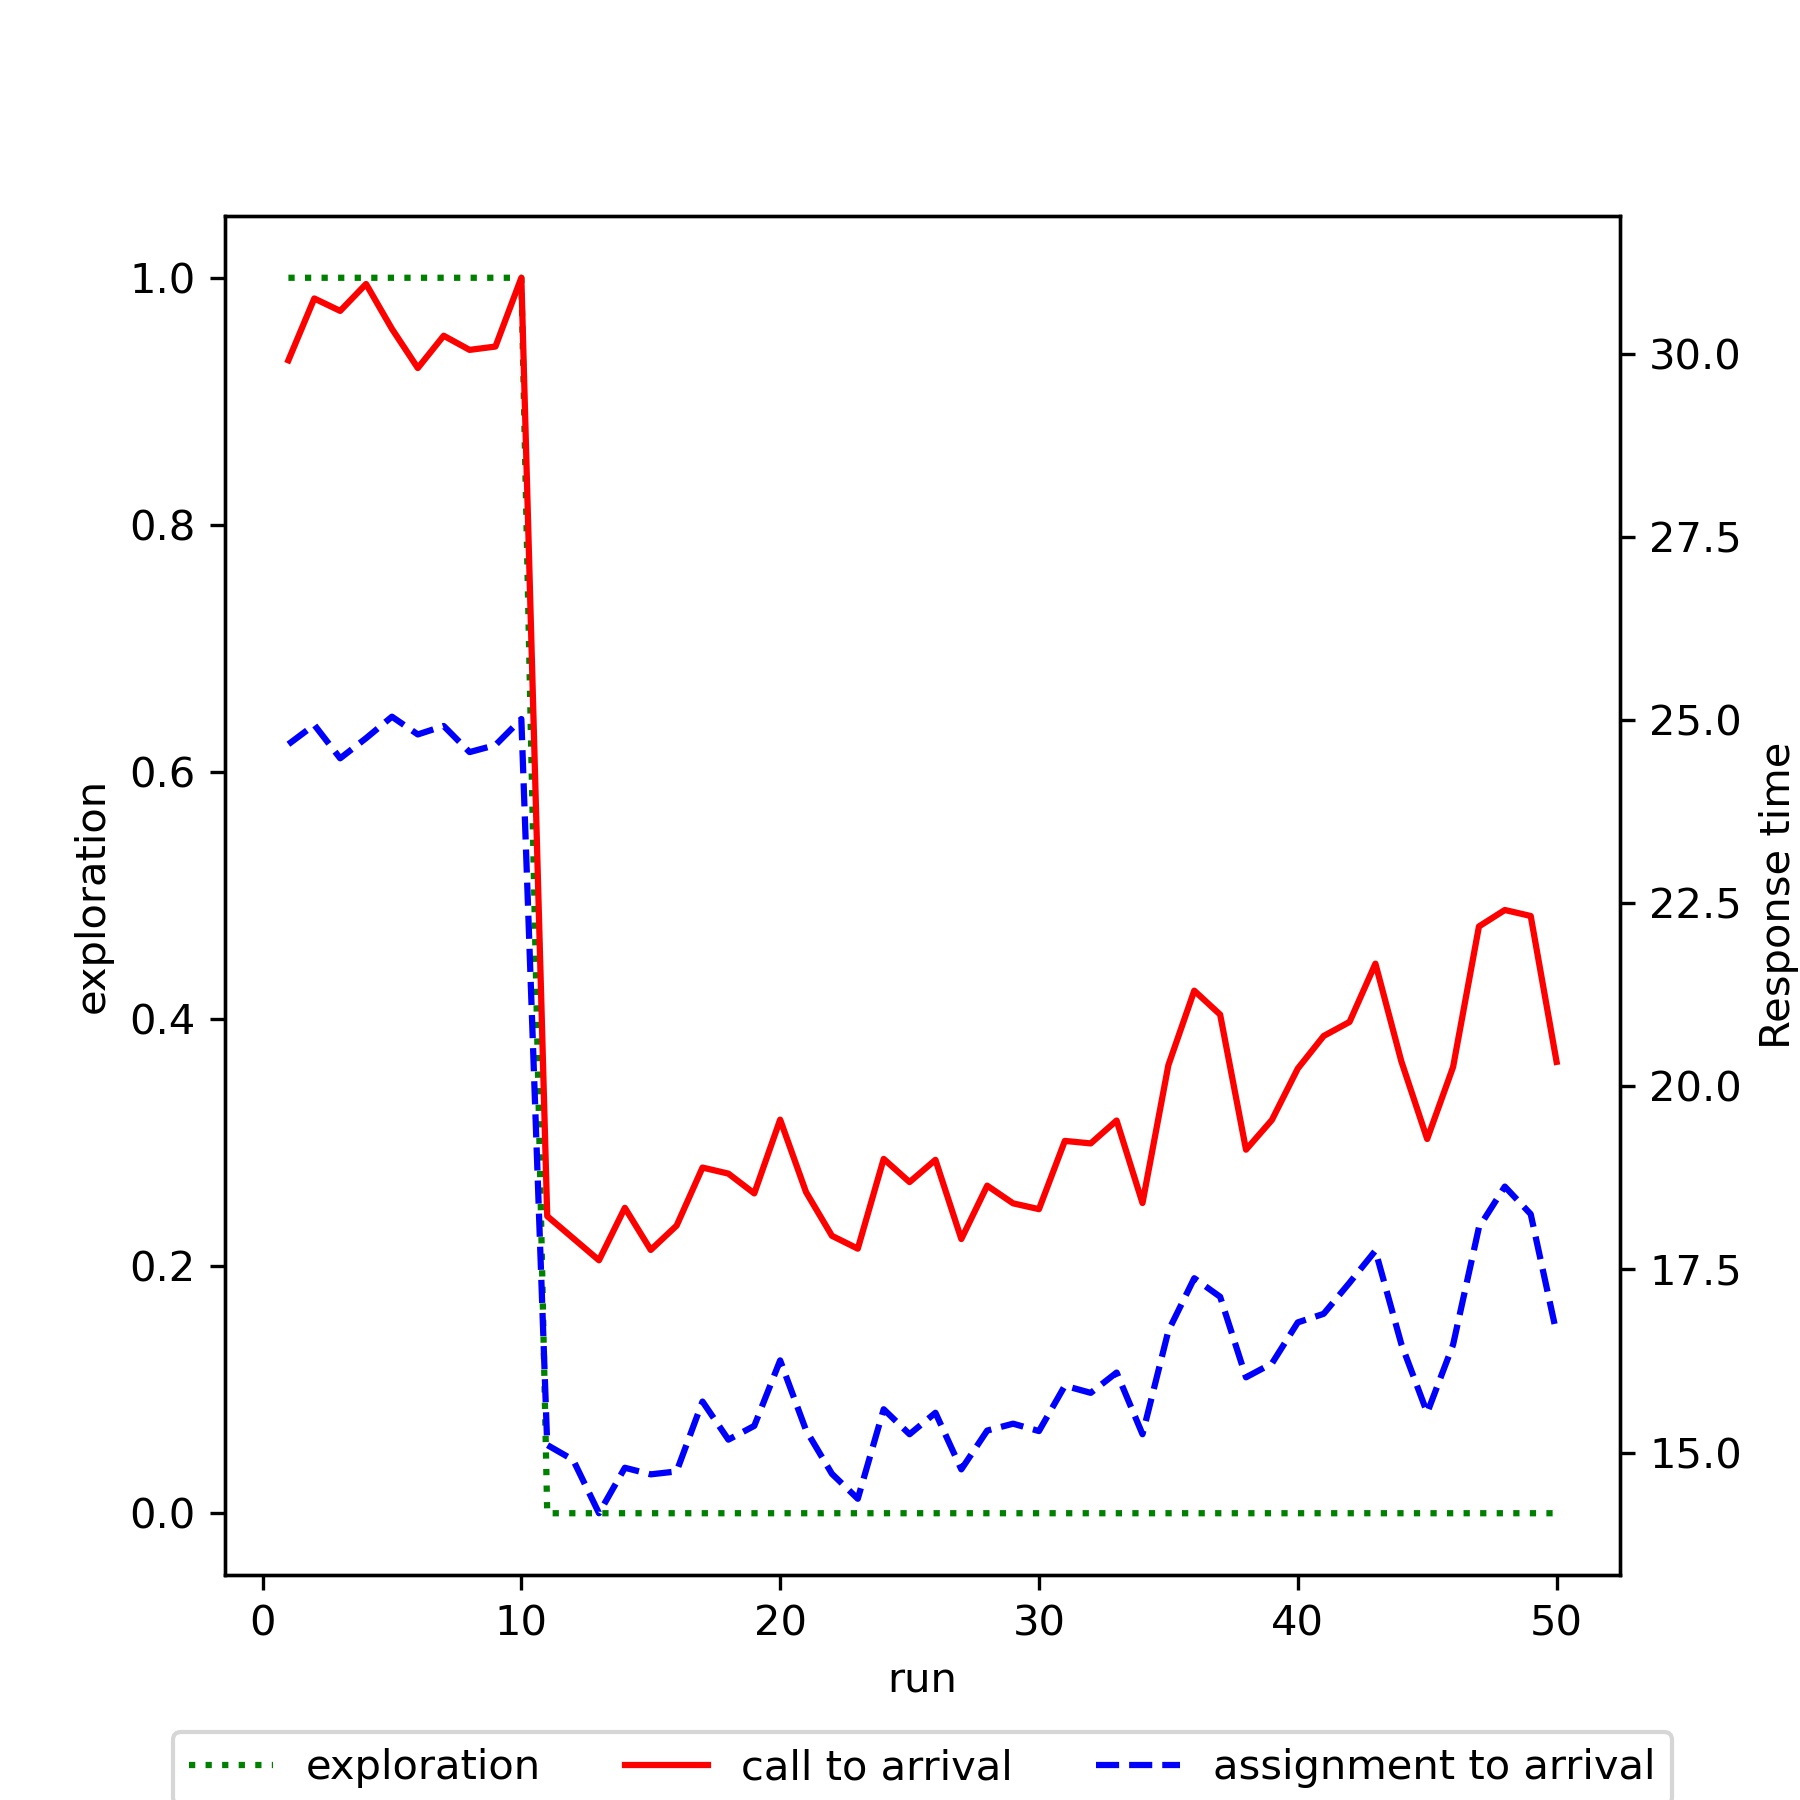 1.0
0.8
0.6
0.4
0.2
0.0
exploration
30.0
27.5
25.0
22.5
20.0
17.5
15.0
Response time
0 10 20 30 40 50
run
exploration call to arrival assignment to arrival